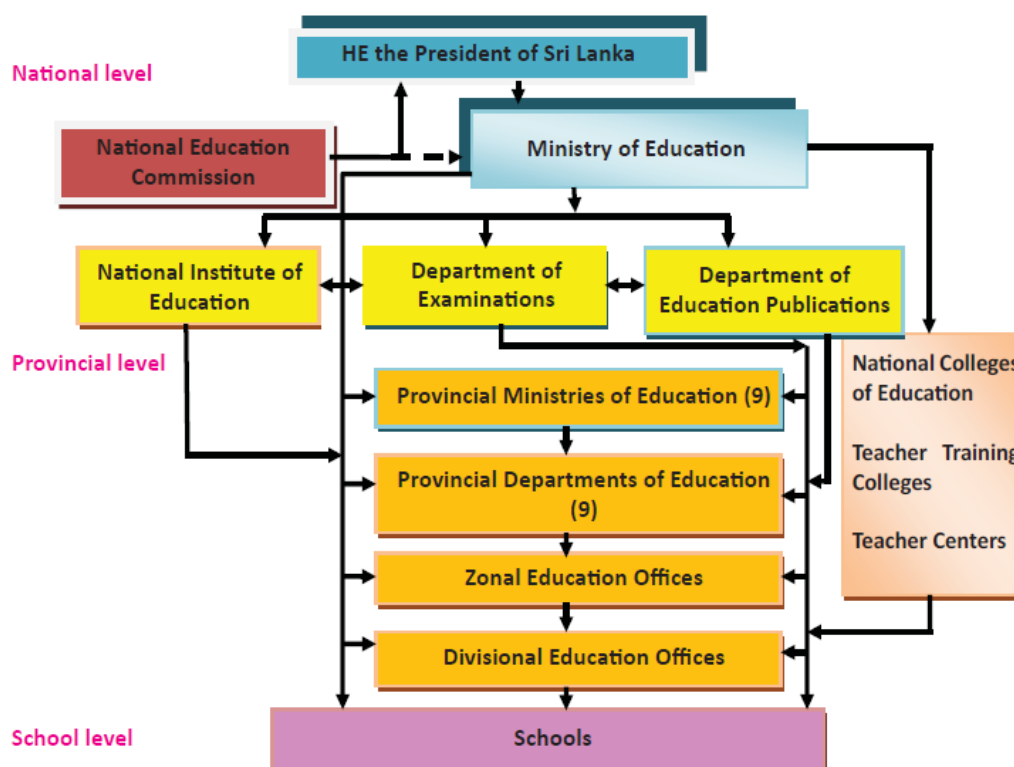 HE the President of Sri Lanka
National level
National Education
Commission
Ministry of Education
National Institute of
Education
Department of
Examinations
Department of
Education Publications
Provincial level
National Colleges
of Education
Teacher Training
Colleges
Teacher Centers
Provincial Ministries of Education (9)
Provincial Departments of Education
(9)
Zonal Education Offices
Divisional Education Offices
School level
Schools